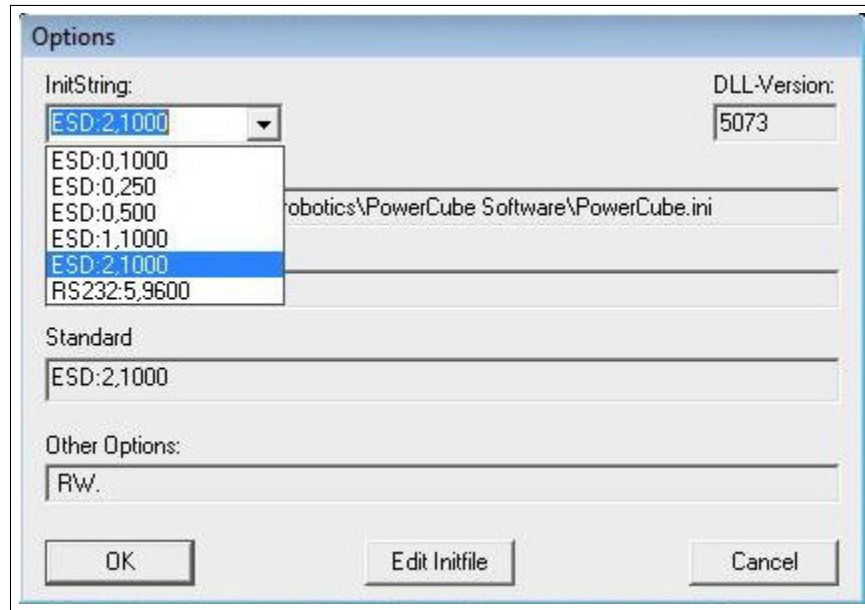 Options
InitString:
DLL-Version:
ESD:2,1000
5073
ESD:0,1000
ESD:0,250
ESD:0,500
ESD:1,1000
ESD:2,1000
RS232:5,9600
robotics\PowerCube Software\PowerCube.ini
Standard
ESD:2,1000
Other Options:
RW.
OK
Edit Initfile
Cancel